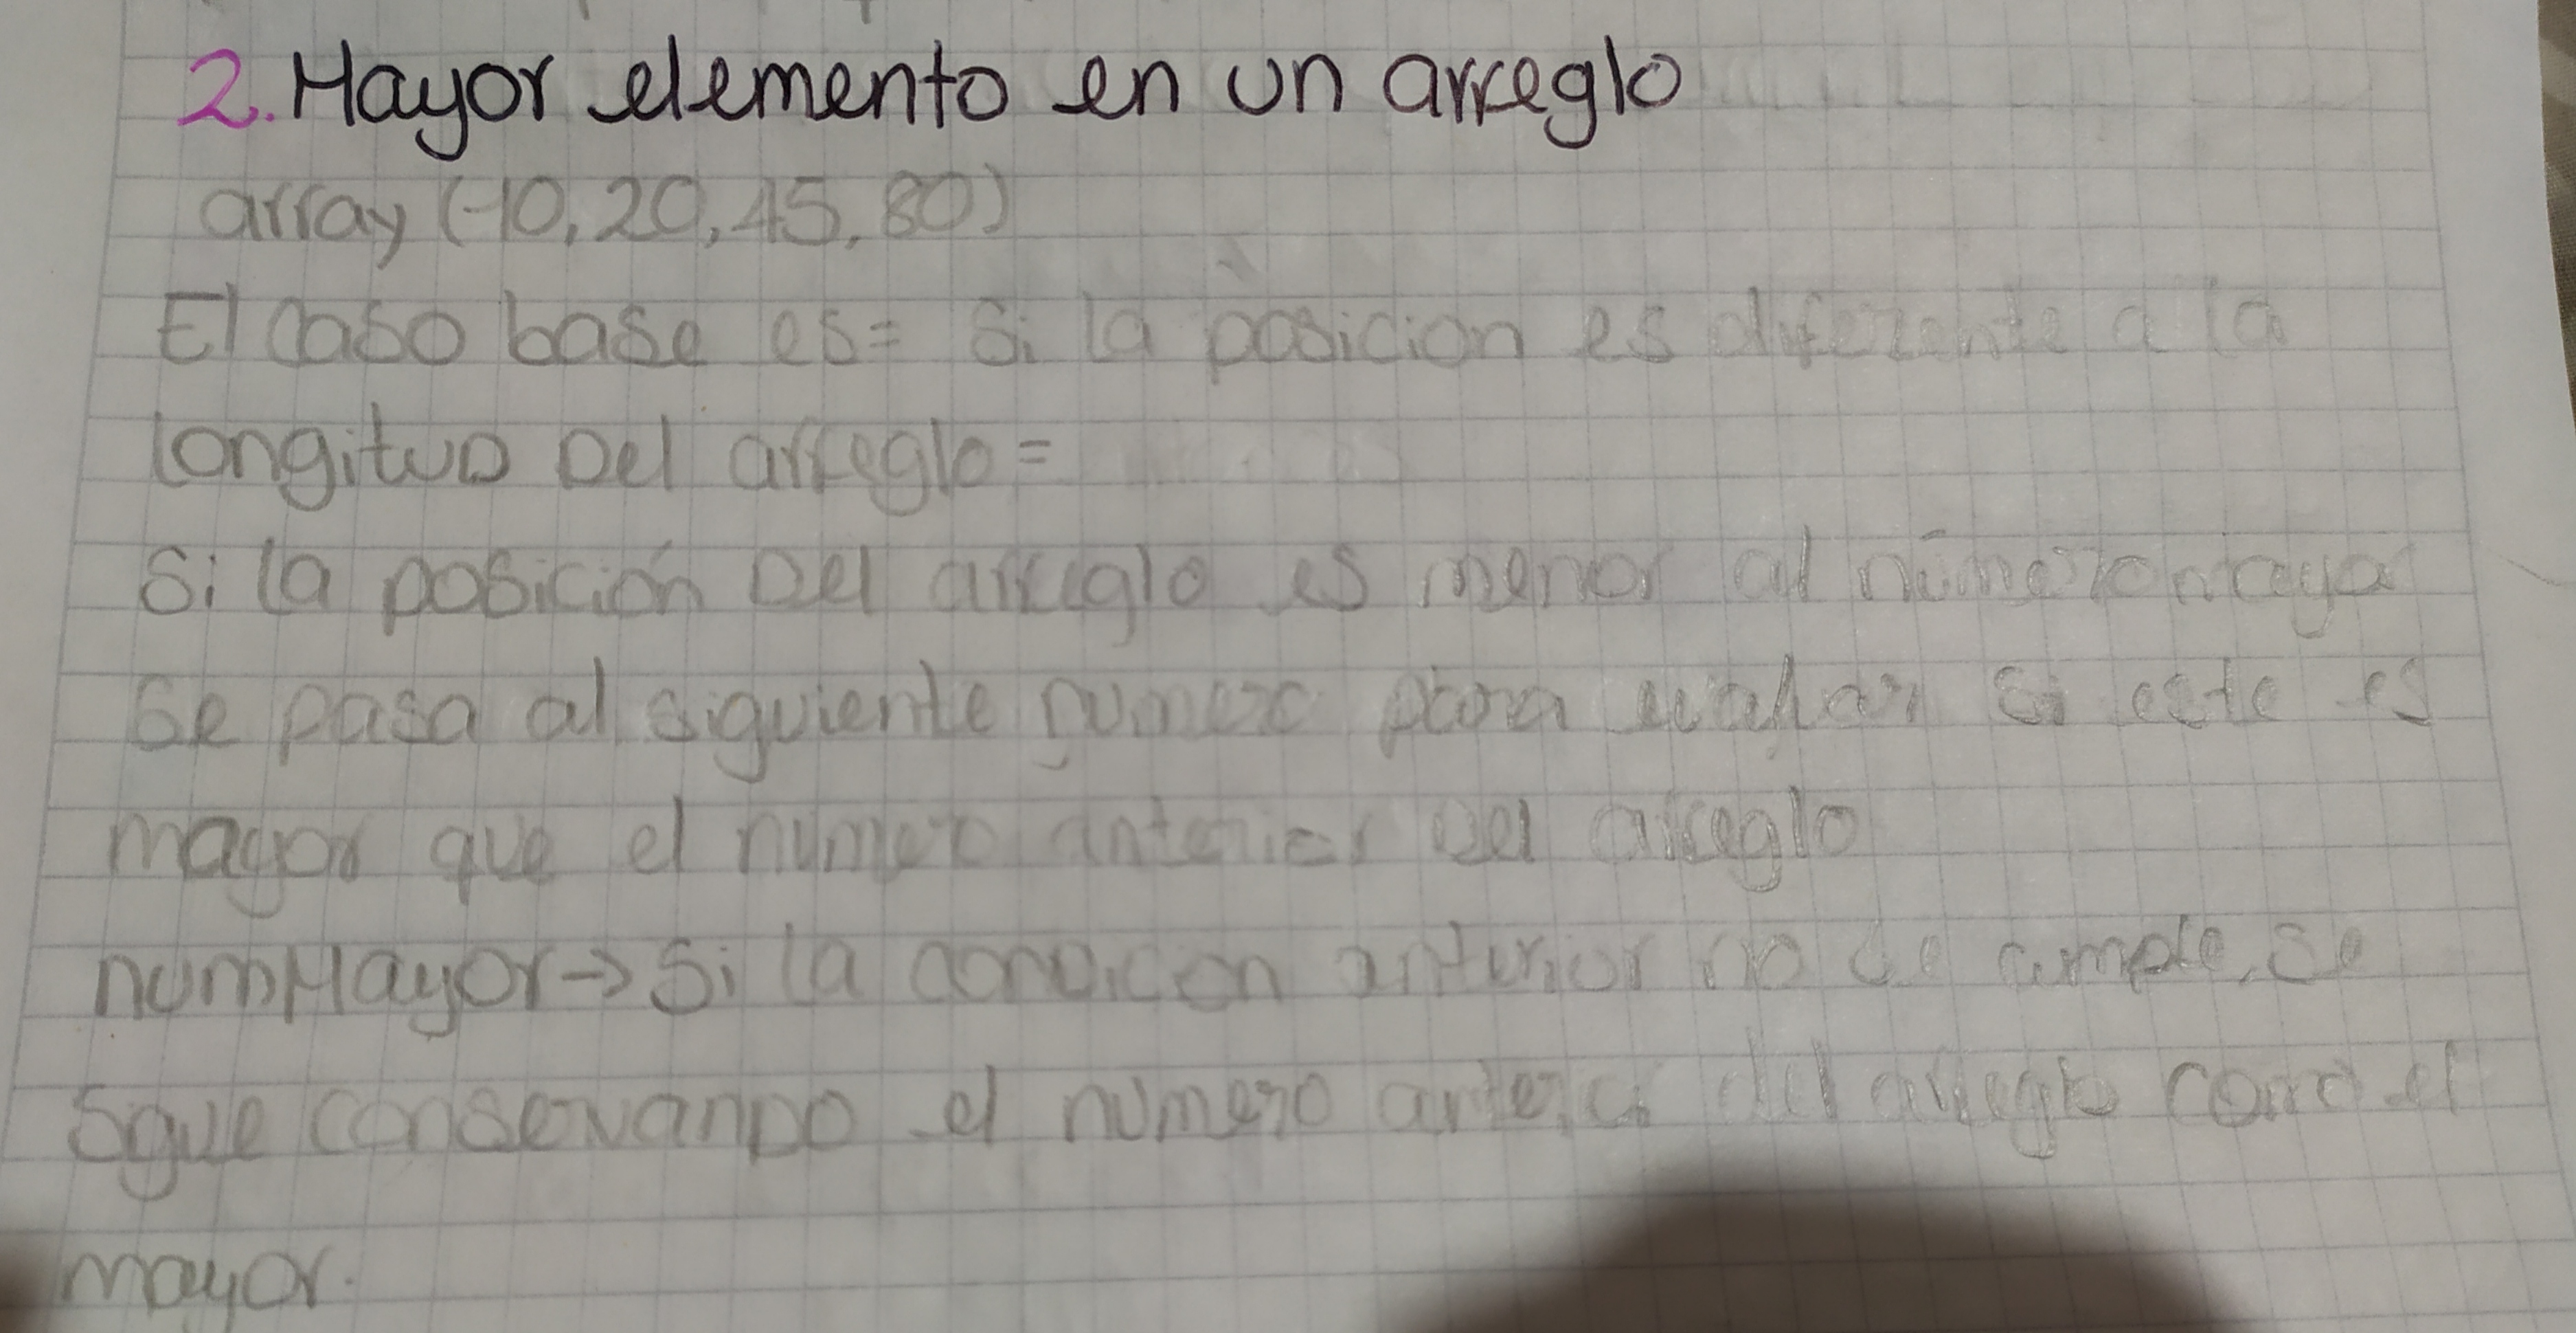 2. Mayor elemento en un arreglo
array (-10, 20, 45, 80)
El caso base es= Si la posicion es diferente a la
longitud Del arreglo=
Si la posición Del arreglo es menor al número mayor
Se pasa al siguiente numero para evaluar si este es
mayor que el numero anterior Del arreglo
numMayor→Si la condicon anterior no se cumple, se
Sgue conservando el numero anterior del arreglo como el
mayor.